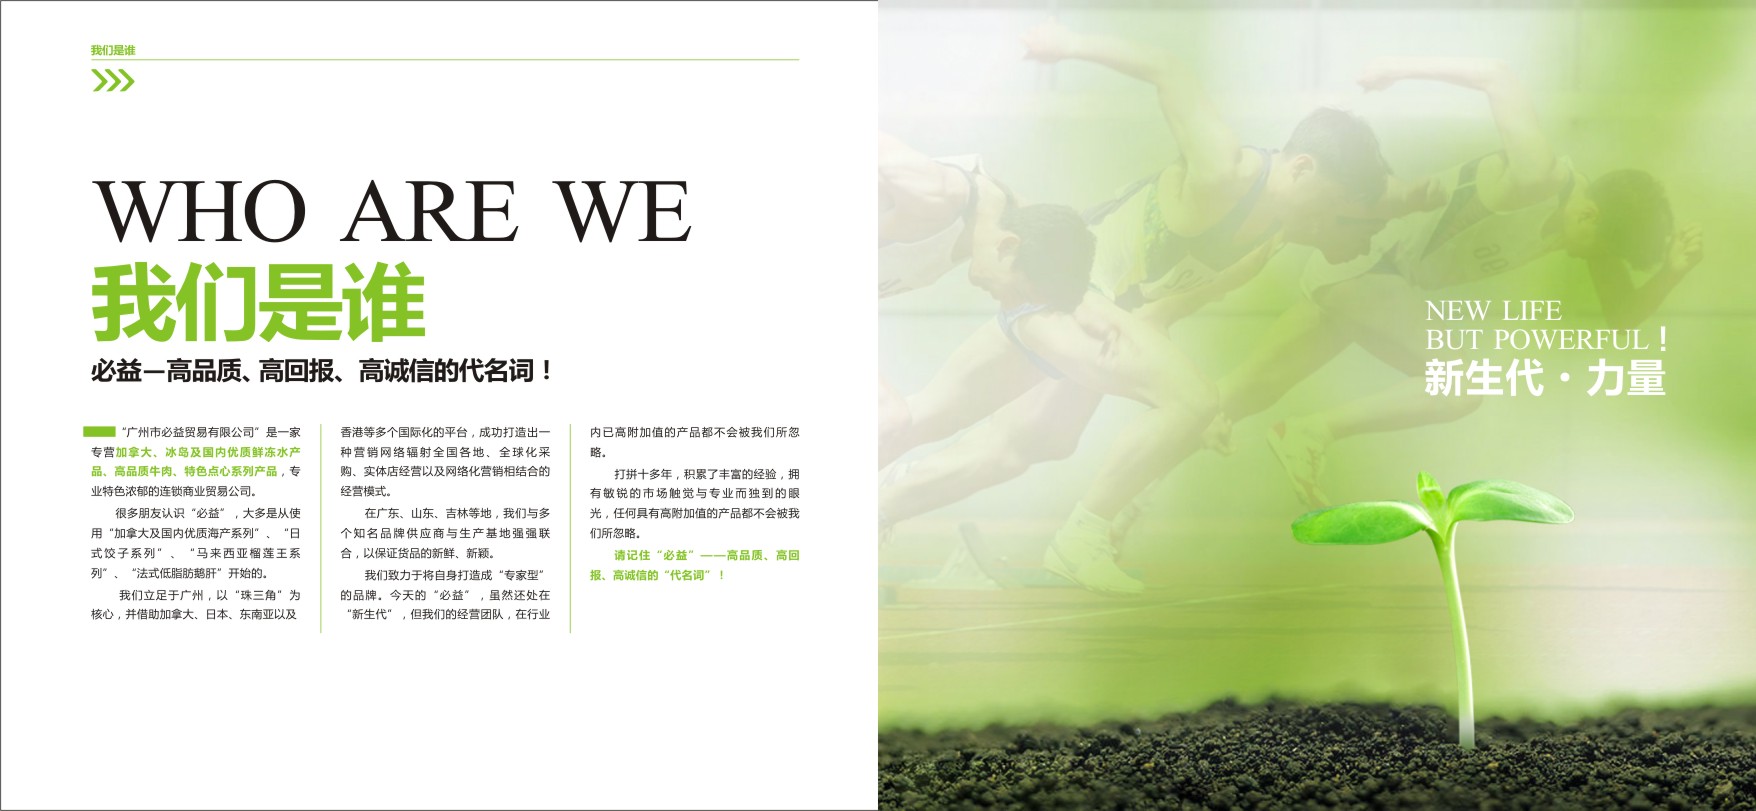 我们是谁
WHO ARE WE
我们是谁
必益—高品质、高回报、高诚信的代名词！
“广州市必益贸易有限公司”是一家
专营加拿大、冰岛及国内优质鲜冻水产
品、高品质牛肉、特色点心系列产品，专
业特色浓郁的连锁商业贸易公司。
很多朋友认识“必益”，大多是从使
用“加拿大及国内优质海产系列”、“日
式饺子系列”、“马来西亚榴莲王系
列”、“法式低脂肪鹅肝”开始的。
我们立足于广州，以“珠三角”为
核心，并借助加拿大、日本、东南亚以及
香港等多个国际化的平台，成功打造出一
种营销网络辐射全国各地、全球化采
购、实体店经营以及网络化营销相结合的
经营模式。
在广东、山东、吉林等地，我们与多
个知名品牌供应商与生产基地强强联
合，以保证货品的新鲜、新颖。
我们致力于将自身打造成“专家型”
的品牌。今天的“必益”，虽然还处在
“新生代”，但我们的经营团队，在行业
内已高附加值的产品都不会被我们所忽
略。
打拼十多年，积累了丰富的经验，拥
有敏锐的市场触觉与专业而独到的眼
光，任何具有高附加值的产品都不会被我
们所忽略。
请记住“必益”——高品质、高回
报、高诚信的“代名词”！
NEW LIFE
BUT POWERFUL！
新生代·力量